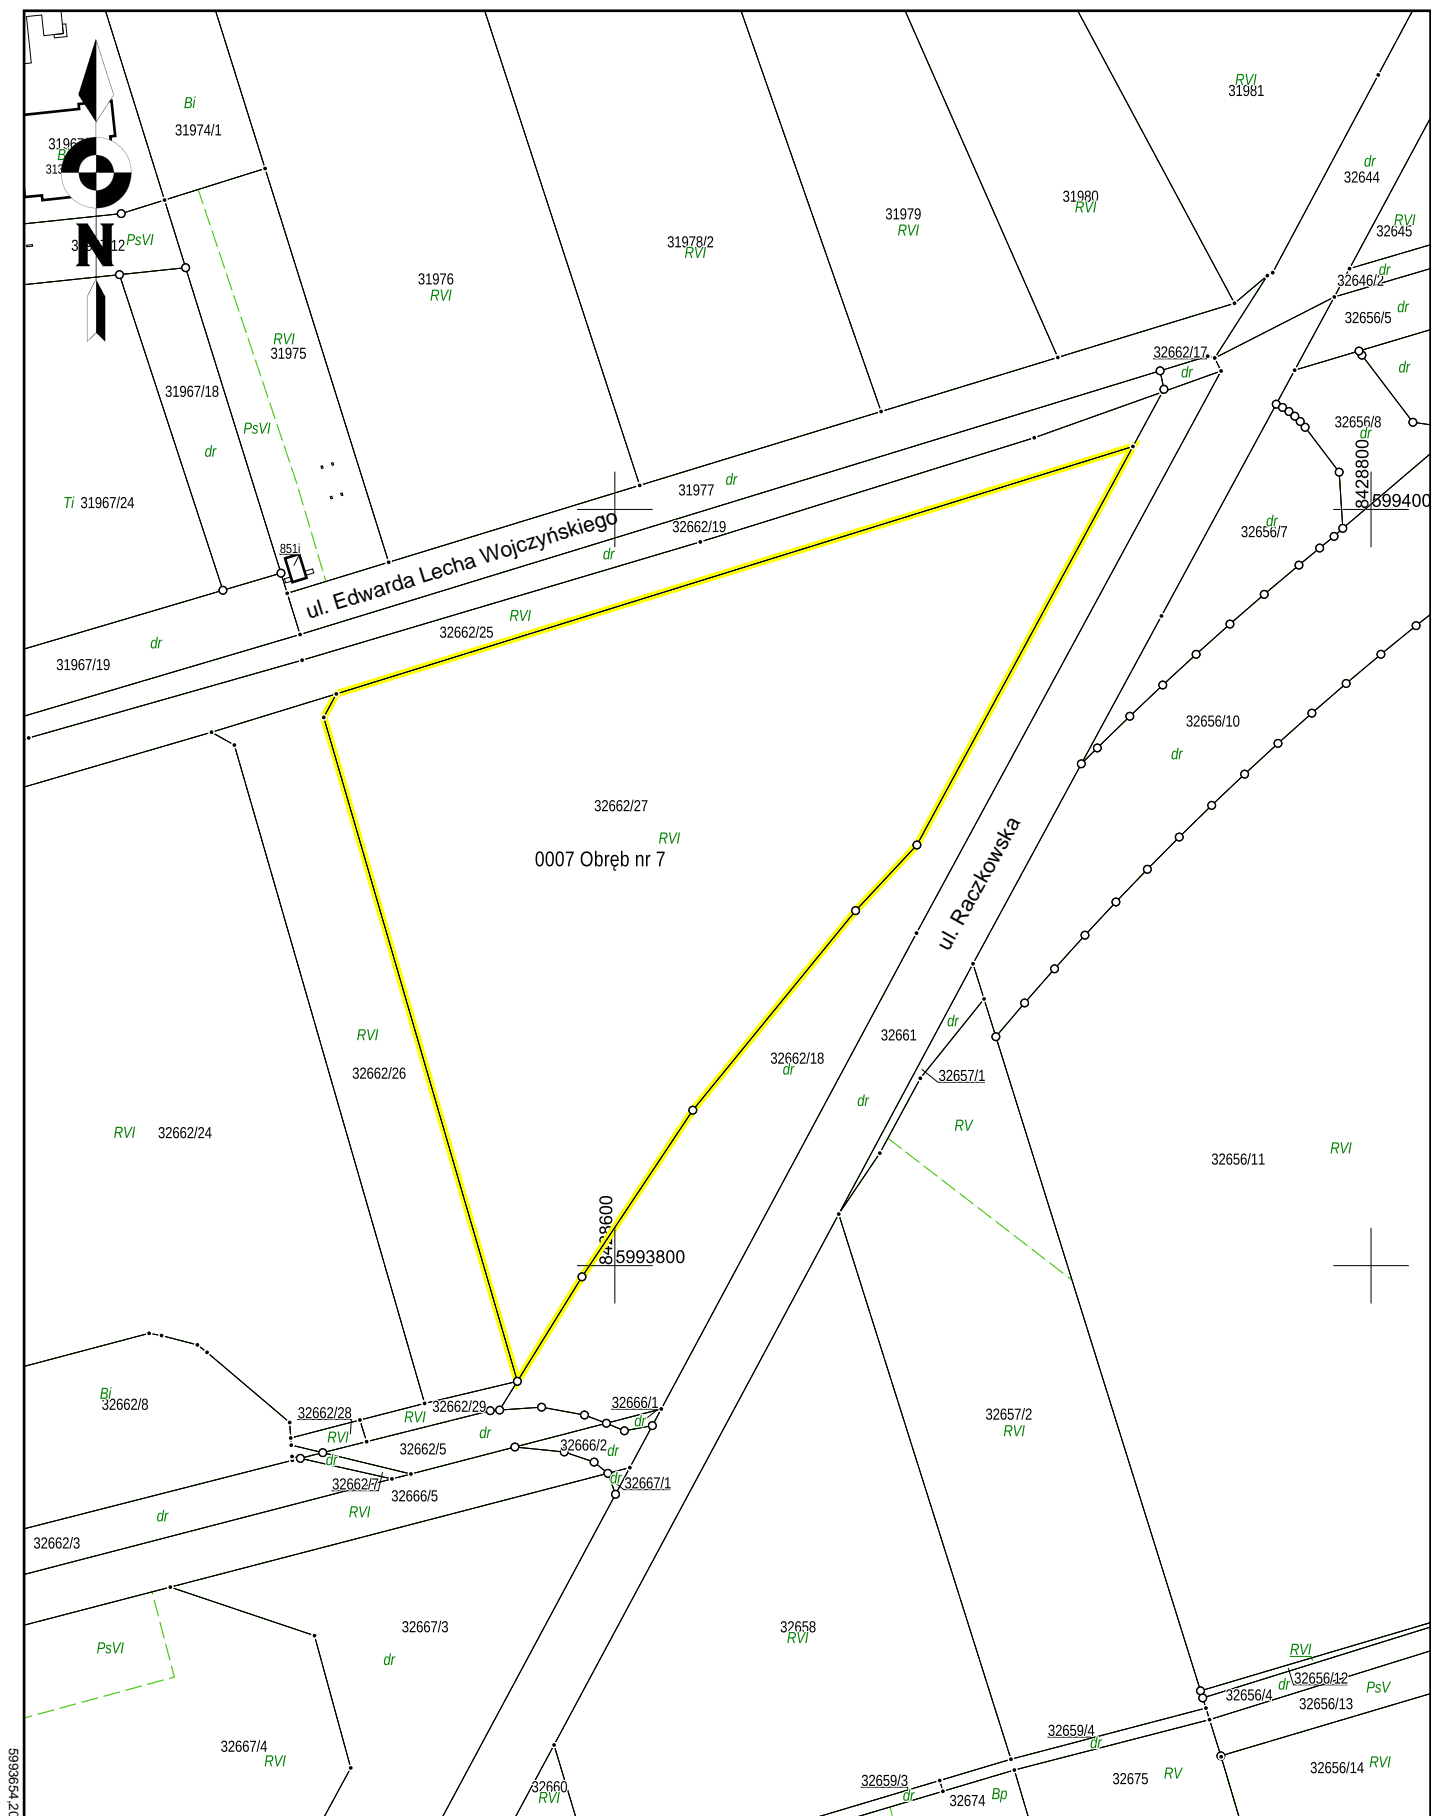 RVI
31981
Bi
31974/1
dr
32644
31980
RVI
31979
RVI
RVI
32645
N
PsVI
31978/2
RVI
31976
RVI
dr
32646/2
dr
32656/5
RVI
31975
32662/17
dr
dr
31967/18
dr
PsVI
32656/8
dr
Ti 31967/24
31977
dr
8428800
599400
32662/19
dr
32656/7
dr
851i
ul. Edwarda Lecha Wojczyńskiego
RVI
32662/25
dr
31967/19
32656/10
dr
32662/27
RVI
0007 Obręb nr 7
ul. Raczkowska
RVI
32662/26
32661
dr
32662/18
dr
32657/1
dr
RV
RVI 32662/24
RVI
32656/11
8428600
5993800
Bi
32662/8
32662/28
RVI
RVI
32662/29
32666/1
dr
dr
32657/2
RVI
32662/5
32666/2
dr
dr
32662/7
32666/5
dr
32667/1
RVI
dr
32662/3
32667/3
dr
32658
RVI
PsVI
RVI
32656/12
dr
32656/4
PsV
32656/13
32667/4
RVI
32659/4
dr
32656/14
RVI
32660
RVI
32659/3
dr
32674
Bp
32675
RV
5993654,20